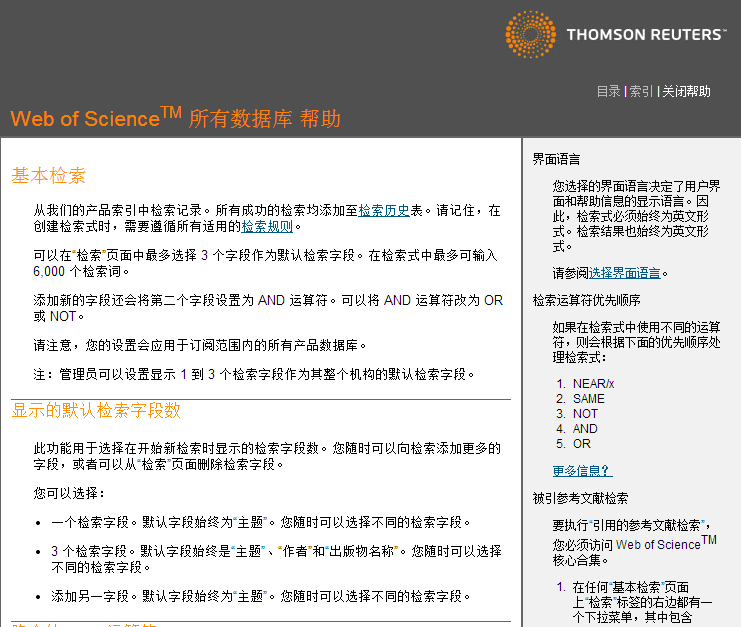 THOMSON REUTERS™
目录 | 索引 | 关闭帮助
Web of Science™ 所有数据库 帮助
基本检索
从我们的产品索引中检索记录。所有成功的检索均添加至检索历史表。请记住，在
创建检索式时，需要遵循所有适用的检索规则。
可以在“检索”页面中最多选择 3 个字段作为默认检索字段。在检索式中最多可输入
6,000 个检索词。
添加新的字段还会将第二个字段设置为 AND 运算符。可以将 AND 运算符改为 OR
或 NOT。
请注意，您的设置会应用于订阅范围内的所有产品数据库。
注：管理员可以设置显示 1 到 3 个检索字段作为其整个机构的默认检索字段。
显示的默认检索字段数
此功能用于选择在开始新检索时显示的检索字段数。您随时可以向检索添加更多的
字段，或者可以从“检索”页面删除检索字段。
您可以选择：
• 一个检索字段。默认字段始终为“主题”。您随时可以选择不同的检索字段。
• 3 个检索字段。默认字段始终是“主题”、“作者”和“出版物名称”。您随时可以选择
不同的检索字段。
• 添加另一字段。默认字段始终为“主题”。您随时可以选择不同的检索字段。
界面语言
您选择的界面语言决定了用户界
面和帮助信息的显示语言。因
此，检索式必须始终为英文形
式。检索结果也始终为英文形
式。
请参阅选择界面语言。
检索运算符优先顺序
如果在检索式中使用不同的运算
符，则会根据下面的优先顺序处
理检索式：
1. NEAR/x
2. SAME
3. NOT
4. AND
5. OR
更多信息？
被引参考文献检索
要执行“引用的参考文献检索”，
您必须访问 Web of Science™
核心合集。
1. 在任何“基本检索”页面
上“检索”标签的右边都有一
个下拉菜单，其中包含